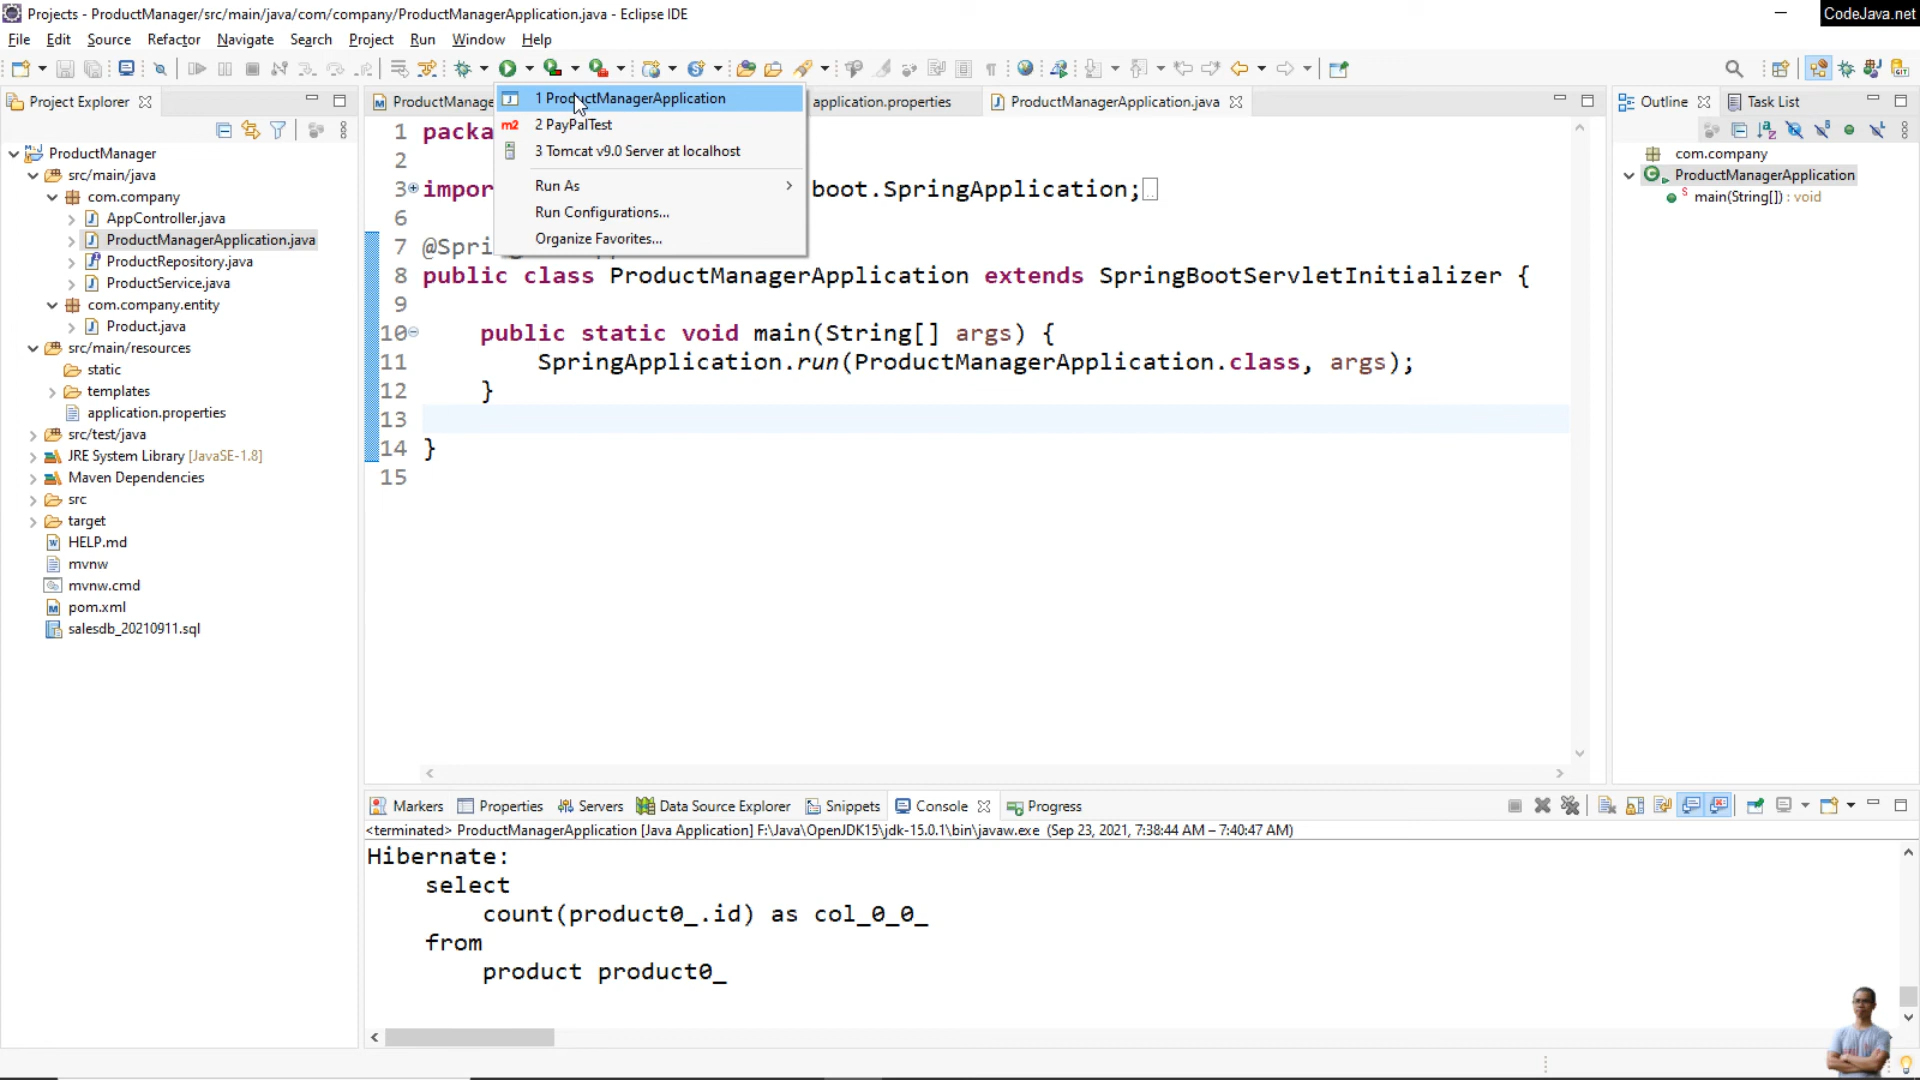 Projects - ProductManager/src/main/java/com/company/ProductManagerApplication.java - Eclipse IDE
CodeJava.net
File Edit Source Refactor Navigate Search Project Run Window Help
Project Explorer
ProductManage
application.properties
ProductManagerApplication.java
Outline
Task List
1 ProductManagerApplication
2 PayPalTest
3 Tomcat v9.0 Server at localhost
Run As
Run Configurations...
Organize Favorites...
ProductManager
src/main/java
com.company
AppController.java
ProductManagerApplication.java
ProductRepository.java
ProductService.java
com.company.entity
Product.java
src/main/resources
static
templates
application.properties
src/test/java
JRE System Library [JavaSE-1.8]
Maven Dependencies
src
target
HELP.md
mvnw
mvnw.cmd
pom.xml
salesdb_20210911.sql
1 packa
2
3 impor boot.SpringApplication;
6
7 @Spri
8 public class ProductManagerApplication extends SpringBootServletInitializer {
9
10 public static void main(String[] args) {
11 SpringApplication.run(ProductManagerApplication.class, args);
12 }
13
14 }
15
com.company
ProductManagerApplication
main(String[]) : void
Markers Properties Servers Data Source Explorer Snippets Console Progress
<terminated> ProductManagerApplication [Java Application] F:\Java\OpenJDK15\jdk-15.0.1\bin\javaw.exe (Sep 23, 2021, 7:38:44 AM – 7:40:47 AM)
Hibernate:
select
count(product0_.id) as col_0_0_
from
product product0_